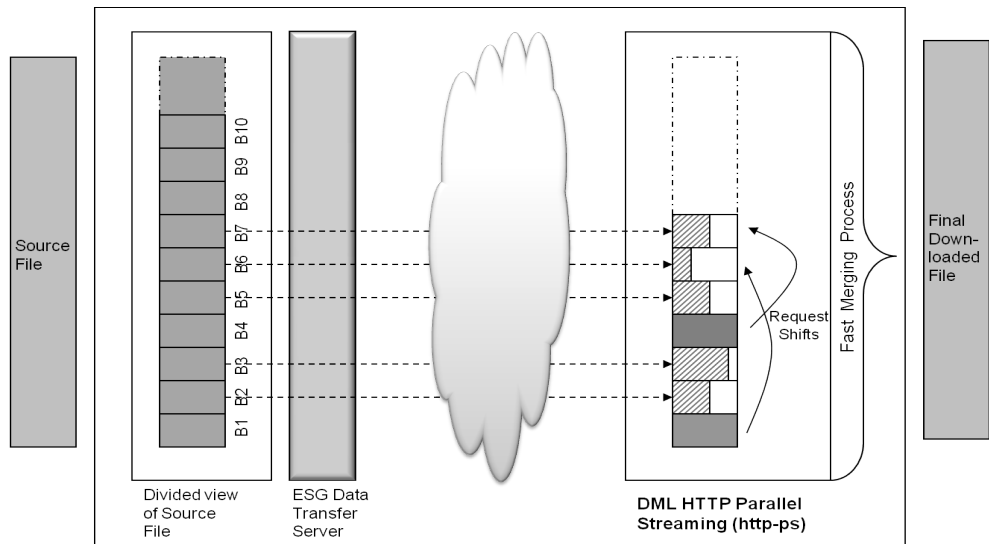 Source
File
B10
B9
B8
B7
B6
B5
B4
B3
B2
B1
Divided view
of Source
File
ESG Data
Transfer
Server
Request
Shifts
DML HTTP Parallel
Streaming (http-ps)
Fast Merging Process
Final
Down-
loaded
File